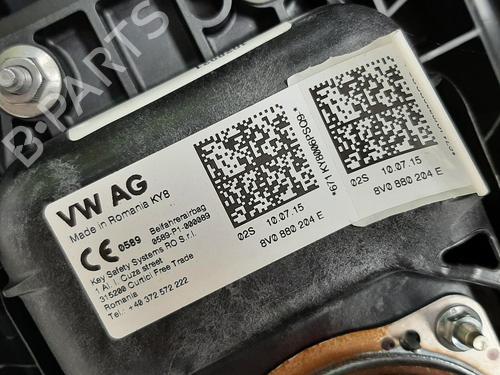 B-PARTS
VW AG
Made in Romania KY8
CE 0589
Beifahrerairbag
0589-P1-000089
Key Safety Systems RO S.r.l.
1 Al. I. Cuza street
315200 Curtici Free Trade
Romania
Tel.: +40 372 572 222
02S 10.07.15
8V0 880 204 E
02S 10.07.15
8V0 880 204 E